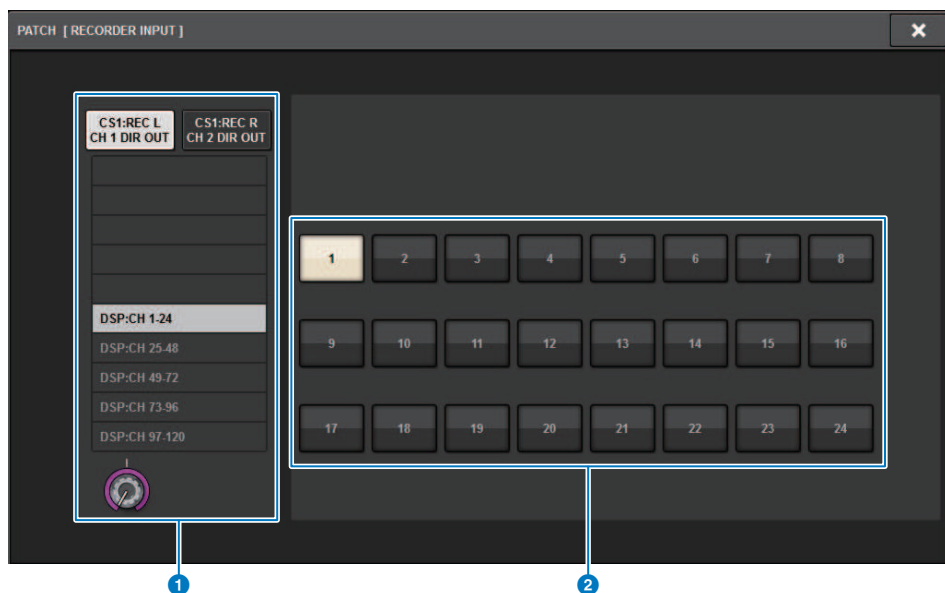 PATCH [ RECORDER INPUT ]
CS1:REC L
CH 1 DIR OUT
CS1:REC R
CH 2 DIR OUT
DSP:CH 1-24
DSP:CH 25-48
DSP:CH 49-72
DSP:CH 73-96
DSP:CH 97-120
1 2 3 4 5 6 7 8
9 10 11 12 13 14 15 16
17 18 19 20 21 22 23 24
1
2